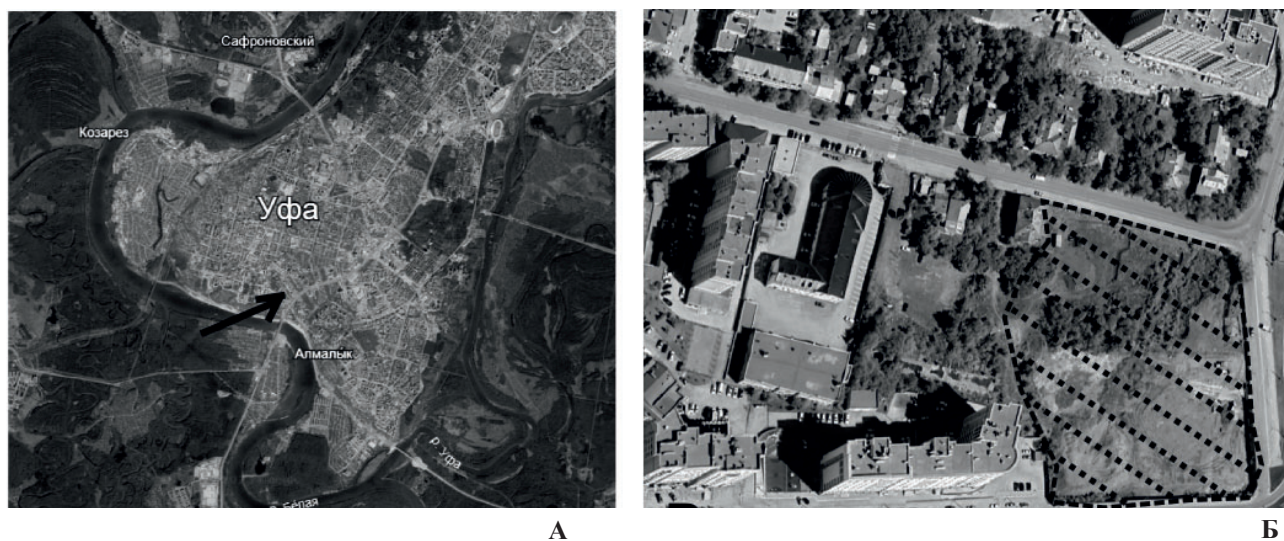 Сафроновский
Козарез
Уфа
Алмалык
р. Уфа
р. Белая
А
Б